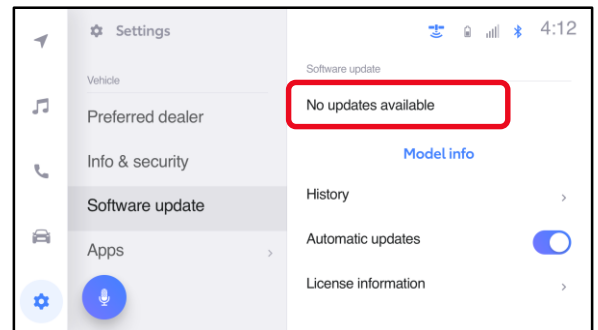 Settings
4:12
Vehicle
Preferred dealer
Info & security
Software update
Apps
Software update
No updates available
Model info
History
Automatic updates
License information